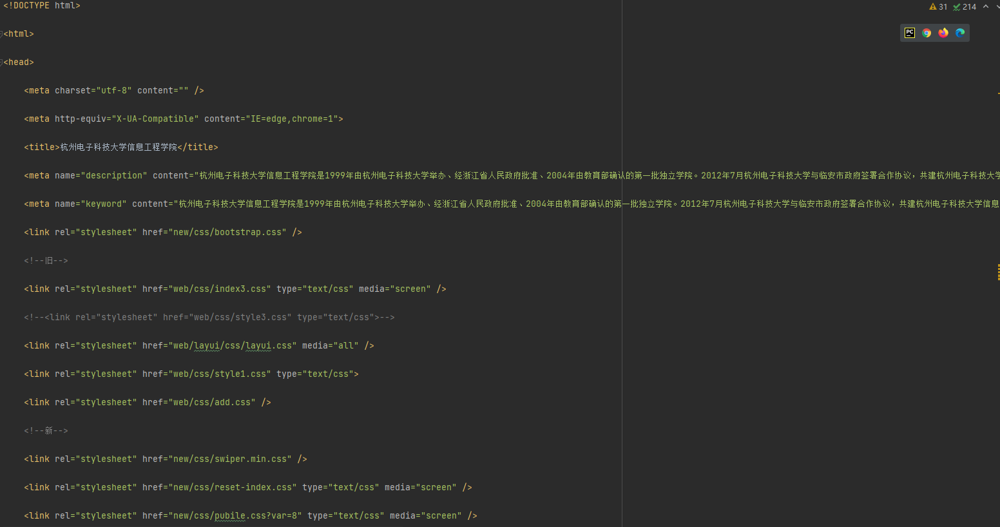 <!DOCTYPE html>
31 214
<html>
PC
<head>
<meta charset="utf-8" content="" />
<meta http-equiv="X-UA-Compatible" content="IE=edge,chrome=1">
<title>杭州电子科技大学信息工程学院</title>
<meta name="description" content="杭州电子科技大学信息工程学院是1999年由杭州电子科技大学举办、经浙江省人民政府批准、2004年由教育部确认的第一批独立学院。2012年7月杭州电子科技大学与临安市政府签署合作协议，共建杭州电子科技大学
<meta name="keyword" content="杭州电子科技大学信息工程学院是1999年由杭州电子科技大学举办、经浙江省人民政府批准、2004年由教育部确认的第一批独立学院。2012年7月杭州电子科技大学与临安市政府签署合作协议，共建杭州电子科技大学信息
<link rel="stylesheet" href="new/css/bootstrap.css" />
<!--旧-->
<link rel="stylesheet" href="web/css/index3.css" type="text/css" media="screen" />
<!--<link rel="stylesheet" href="web/css/style3.css" type="text/css">-->
<link rel="stylesheet" href="web/layui/css/layui.css" media="all" />
<link rel="stylesheet" href="web/css/style1.css" type="text/css">
<link rel="stylesheet" href="web/css/add.css" />
<!--新-->
<link rel="stylesheet" href="new/css/swiper.min.css" />
<link rel="stylesheet" href="new/css/reset-index.css" type="text/css" media="screen" />
<link rel="stylesheet" href="new/css/pubile.css?var=8" type="text/css" media="screen" />